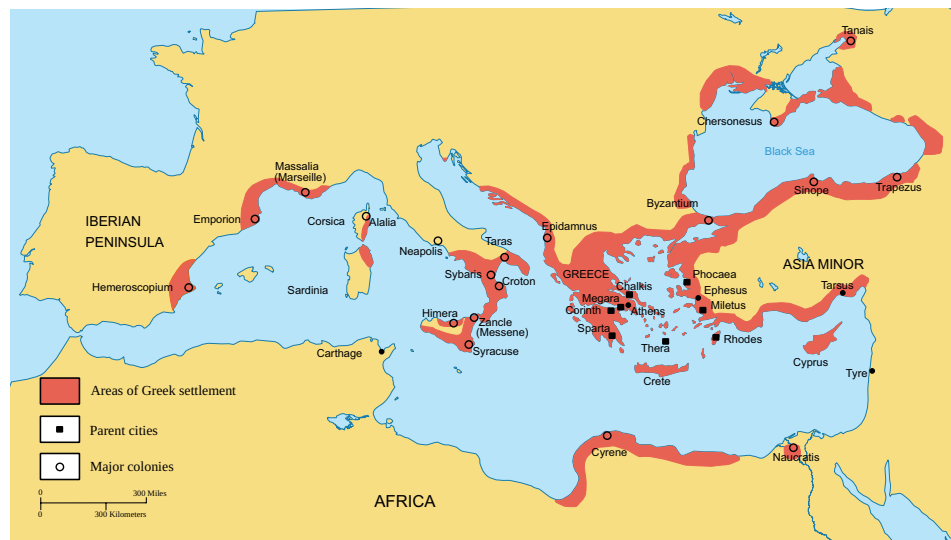 Tanais
Chersonesus
Black Sea
Massalia
(Marseille)
Sinope
Trapezus
Byzantium
IBERIAN
PENINSULA
Emporion
Corsica
Alalia
Epidamnus
Neapolis
Taras
ASIA MINOR
Hemeroscopium
Sardinia
Sybaris
Croton
GREECE
Phocaea
Chalkis
Ephesus
Tarsus
Megara
Miletus
Himera
Zancle
(Messene)
Corinth
Athens
Sparta
Rhodes
Carthage
Syracuse
Thera
Cyprus
Tyre
Crete
Areas of Greek settlement
Parent cities
Cyrene
Naucratis
Major colonies
0 300 Miles
0 300 Kilometers
AFRICA